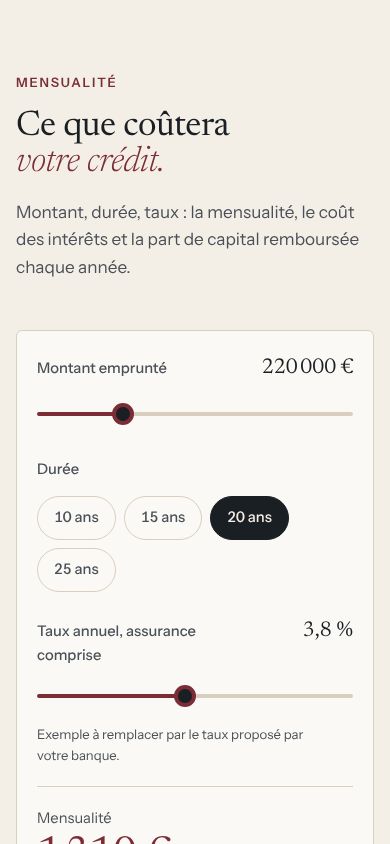 MENSUALITÉ
Ce que coûtera
votre crédit.
Montant, durée, taux : la mensualité, le coût
des intérêts et la part de capital remboursée
chaque année.
Montant emprunté
220 000 €
Durée
10 ans
15 ans
20 ans
25 ans
Taux annuel, assurance
comprise
3,8 %
Exemple à remplacer par le taux proposé par
votre banque.
Mensualité
1 310 €